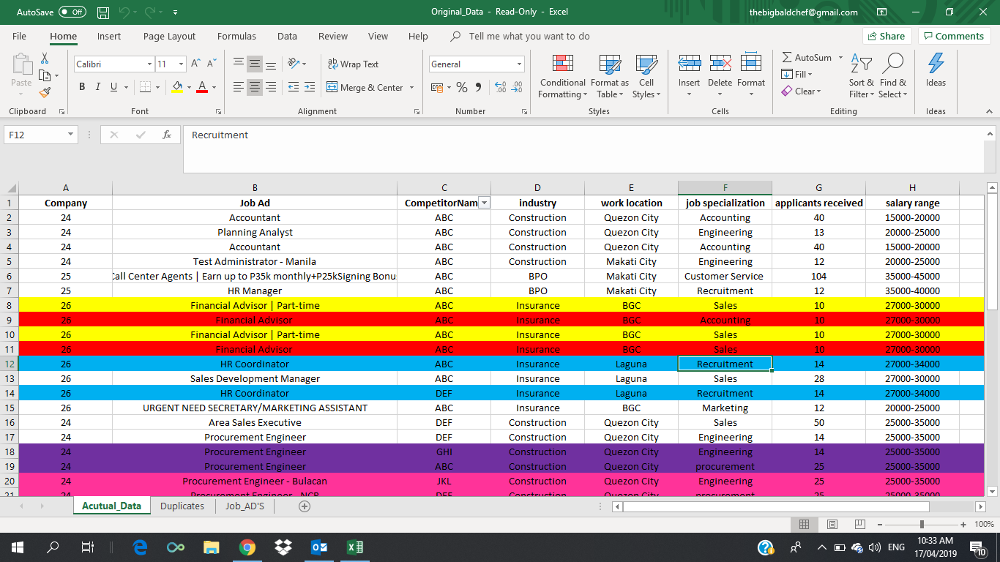 AutoSave Off Original_Data - Read-Only - Excel thebigbaldchef@gmail.com
File Home Insert Page Layout Formulas Data Review View Help Tell me what you want to do Share Comments
Calibri 11 Wrap Text General AutoSum
Paste B I U Merge & Center % Conditional Formatting Format as Table Cell Styles Insert Delete Format Fill Clear Sort & Filter Find & Select Ideas
Clipboard Font Alignment Number Styles Cells Editing Ideas
F12 fx Recruitment
A B C D E F G H
1 Company Job Ad CompetitorNam industry work location job specialization applicants received salary range
2 24 Accountant ABC Construction Quezon City Accounting 40 15000-20000
3 24 Planning Analyst ABC Construction Quezon City Engineering 13 20000-25000
4 24 Accountant ABC Construction Quezon City Accounting 40 15000-20000
5 24 Test Administrator - Manila ABC Construction Makati City Engineering 12 20000-25000
6 25 Call Center Agents | Earn up to P35k monthly+P25kSigning Bonu ABC BPO Makati City Customer Service 104 35000-45000
7 25 HR Manager ABC BPO Makati City Recruitment 12 35000-40000
8 26 Financial Advisor | Part-time ABC Insurance BGC Sales 10 27000-30000
9 26 Financial Advisor ABC Insurance BGC Accounting 10 27000-30000
10 26 Financial Advisor | Part-time ABC Insurance BGC Sales 10 27000-30000
11 26 Financial Advisor ABC Insurance BGC Sales 10 27000-30000
12 26 HR Coordinator ABC Insurance Laguna Recruitment 14 27000-34000
13 26 Sales Development Manager ABC Insurance Laguna Sales 28 27000-30000
14 26 HR Coordinator DEF Insurance Laguna Recruitment 14 27000-34000
15 26 URGENT NEED SECRETARY/MARKETING ASSISTANT ABC Insurance BGC Marketing 12 20000-25000
16 24 Area Sales Executive DEF Construction Quezon City Sales 50 25000-35000
17 24 Procurement Engineer DEF Construction Quezon City Engineering 14 25000-35000
18 24 Procurement Engineer GHI Construction Quezon City Engineering 14 25000-35000
19 24 Procurement Engineer ABC Construction Quezon City procurement 25 25000-35000
20 24 Procurement Engineer - Bulacan JKL Construction Quezon City Engineering 25 25000-35000
21 24 Procurement Engineer - NCR DEF Construction Quezon City procurement 25 25000-35000
Acutual_Data Duplicates Job_AD'S
100%
ENG 10:33 AM
17/04/2019 10